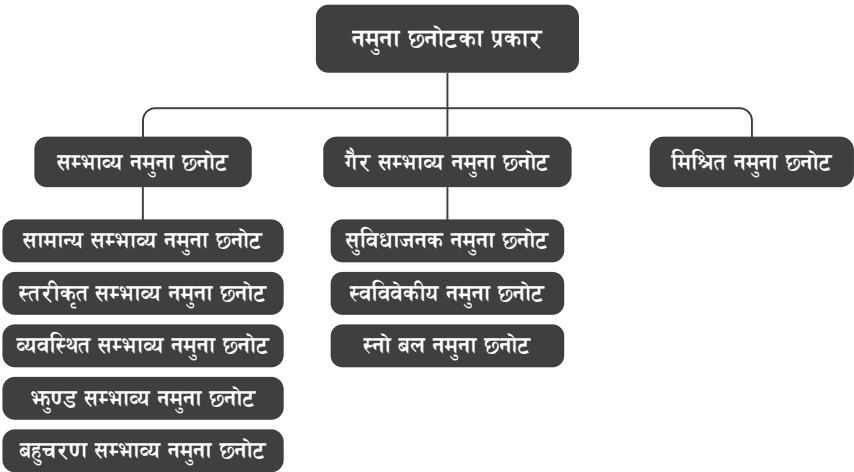 नमुना छनोटका प्रकार
सम्भाव्य नमुना छनोट
गैर सम्भाव्य नमुना छनोट
मिश्रित नमुना छनोट
सामान्य सम्भाव्य नमुना छनोट
स्तरीकृत सम्भाव्य नमुना छनोट
व्यवस्थित सम्भाव्य नमुना छनोट
झुण्ड सम्भाव्य नमुना छनोट
बहुचरण सम्भाव्य नमुना छनोट
सुविधाजनक नमुना छनोट
स्वविवेकीय नमुना छनोट
स्नो बल नमुना छनोट